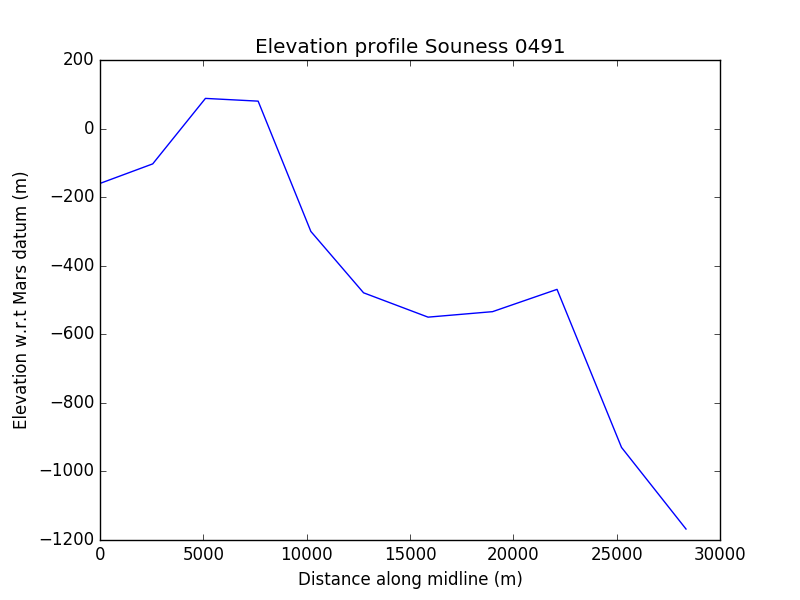 Elevation profile Souness 0491
200
0
−200
−400
−600
−800
−1000
−1200
Elevation w.r.t Mars datum (m)
0 5000 10000 15000 20000 25000 30000
Distance along midline (m)